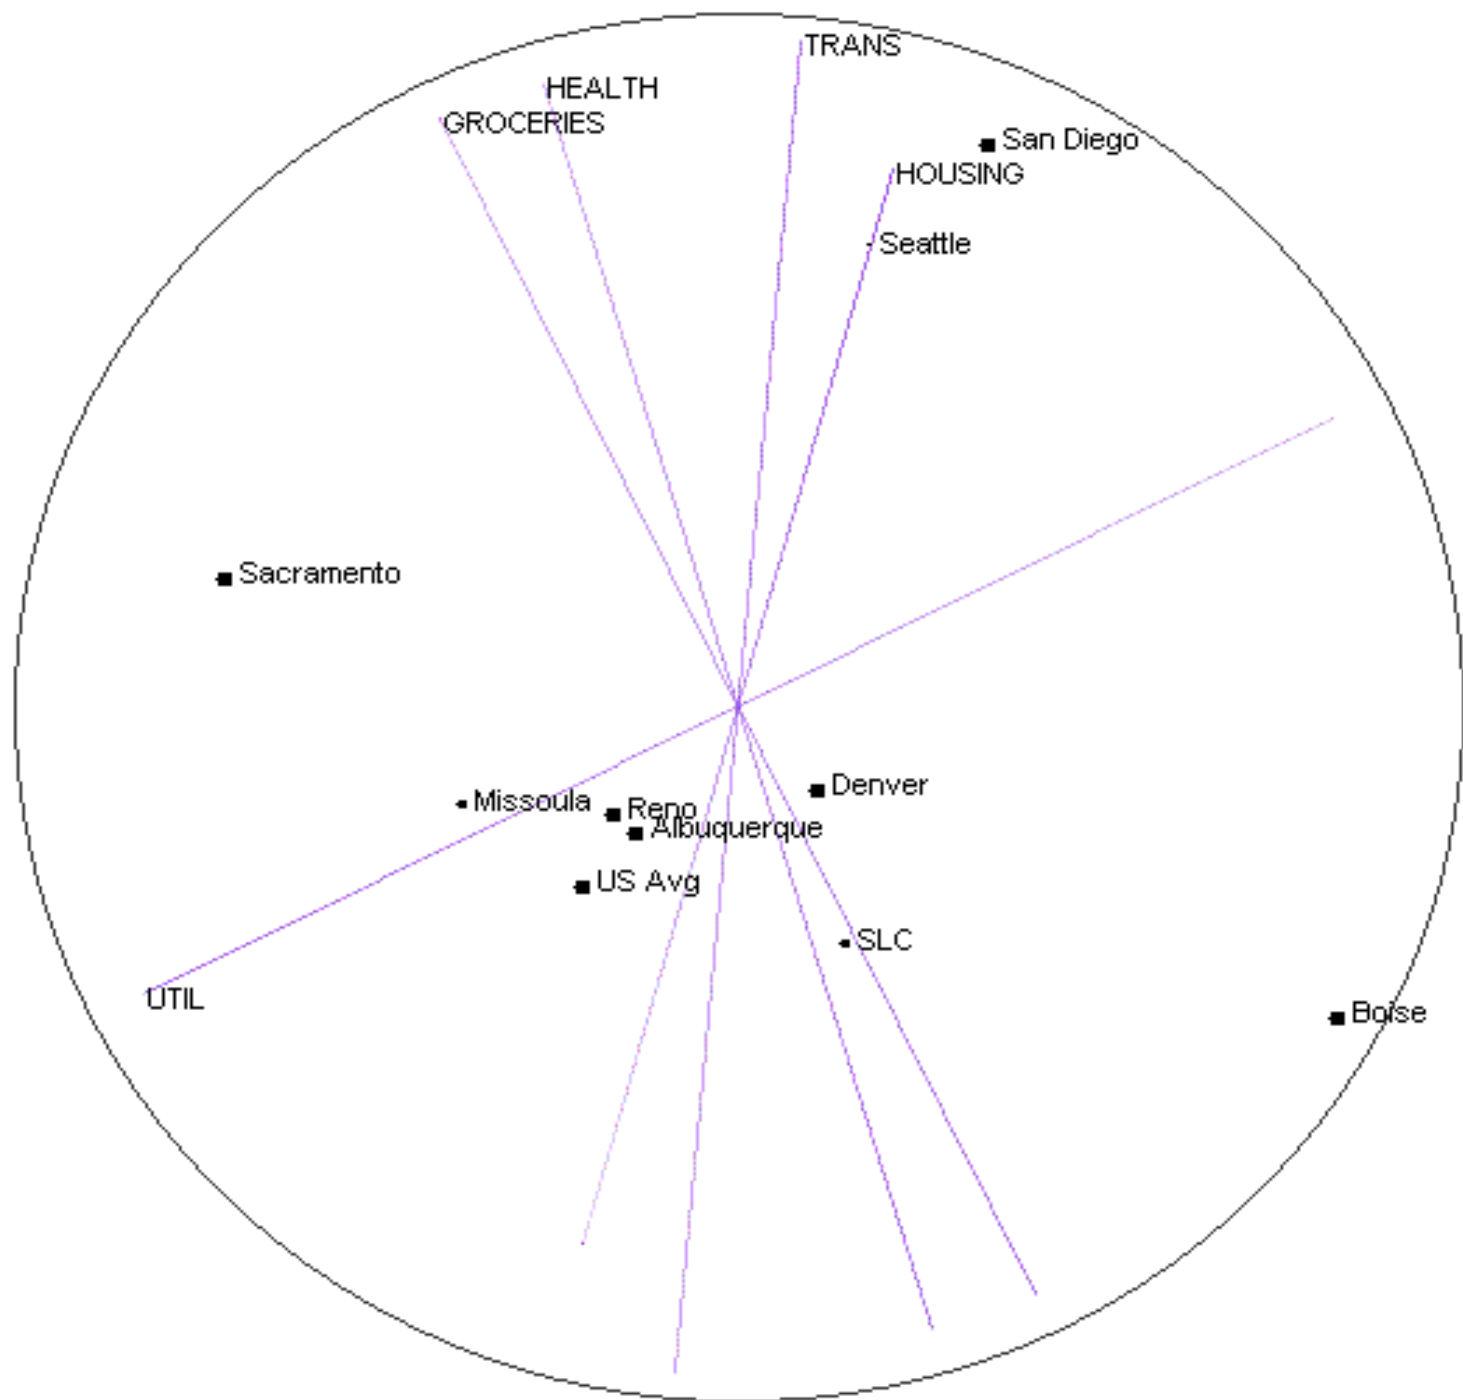 TRANS
HEALTH
GROCERIES
San Diego
HOUSING
Seattle
Sacramento
Denver
Missoula
Reno
Albuquerque
US Avg
SLC
UTIL
Boise